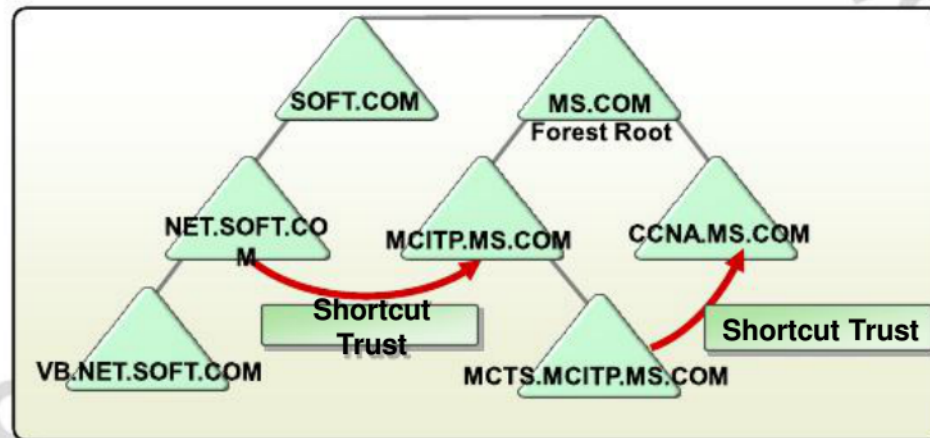 SOFT.COM
MS.COM
Forest Root
NET.SOFT.CO
M
MCITP.MS.COM
CCNA.MS.COM
Shortcut
Trust
Shortcut Trust
VB.NET.SOFT.COM
MCTS.MCITP.MS.COM